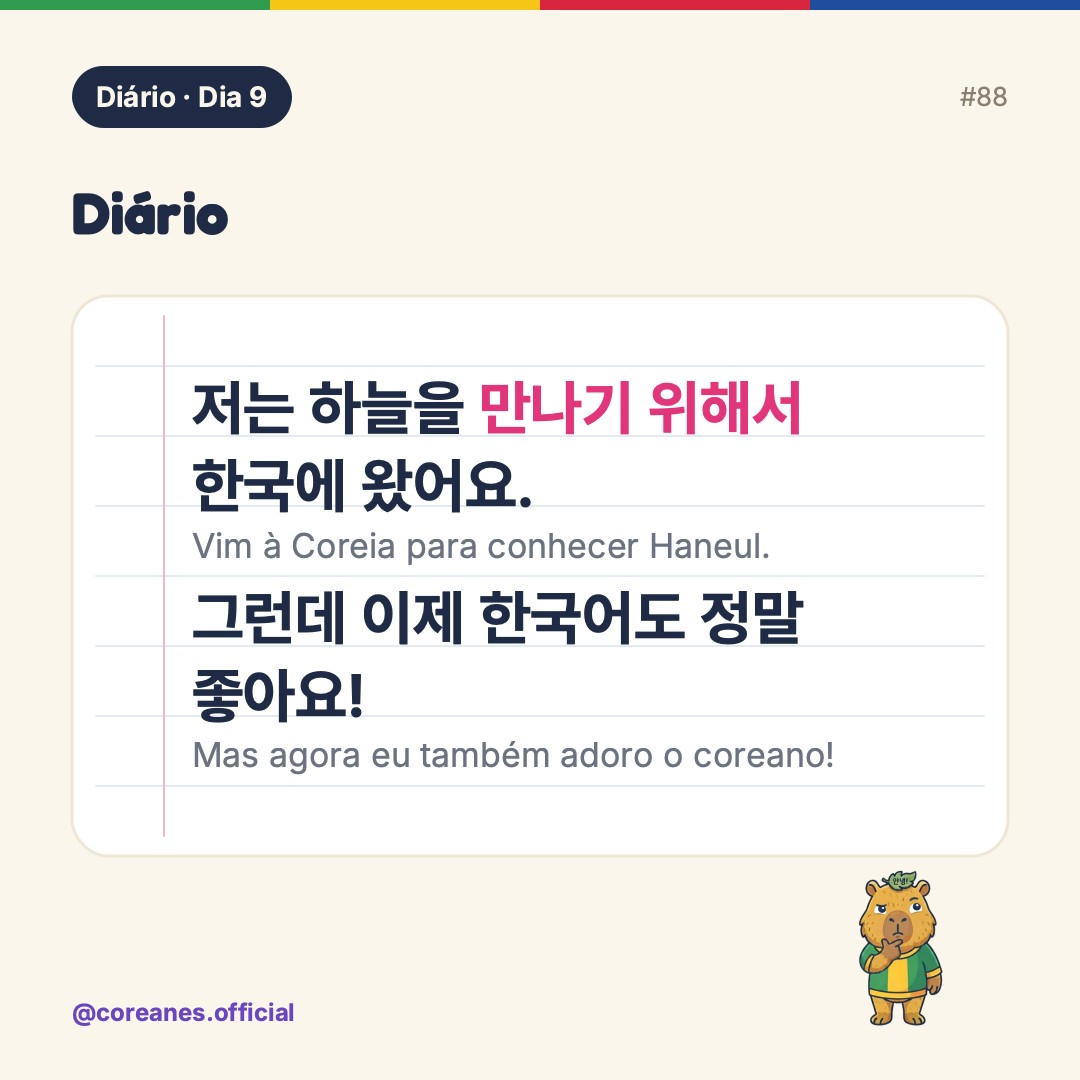 Diário · Dia 9
#88
Diário
저는 하늘을 만나기 위해서
한국에 왔어요.
Vim à Coreia para conhecer Haneul.
그런데 이제 한국어도 정말
좋아요!
Mas agora eu também adoro o coreano!
안녕!
@coreanes.official